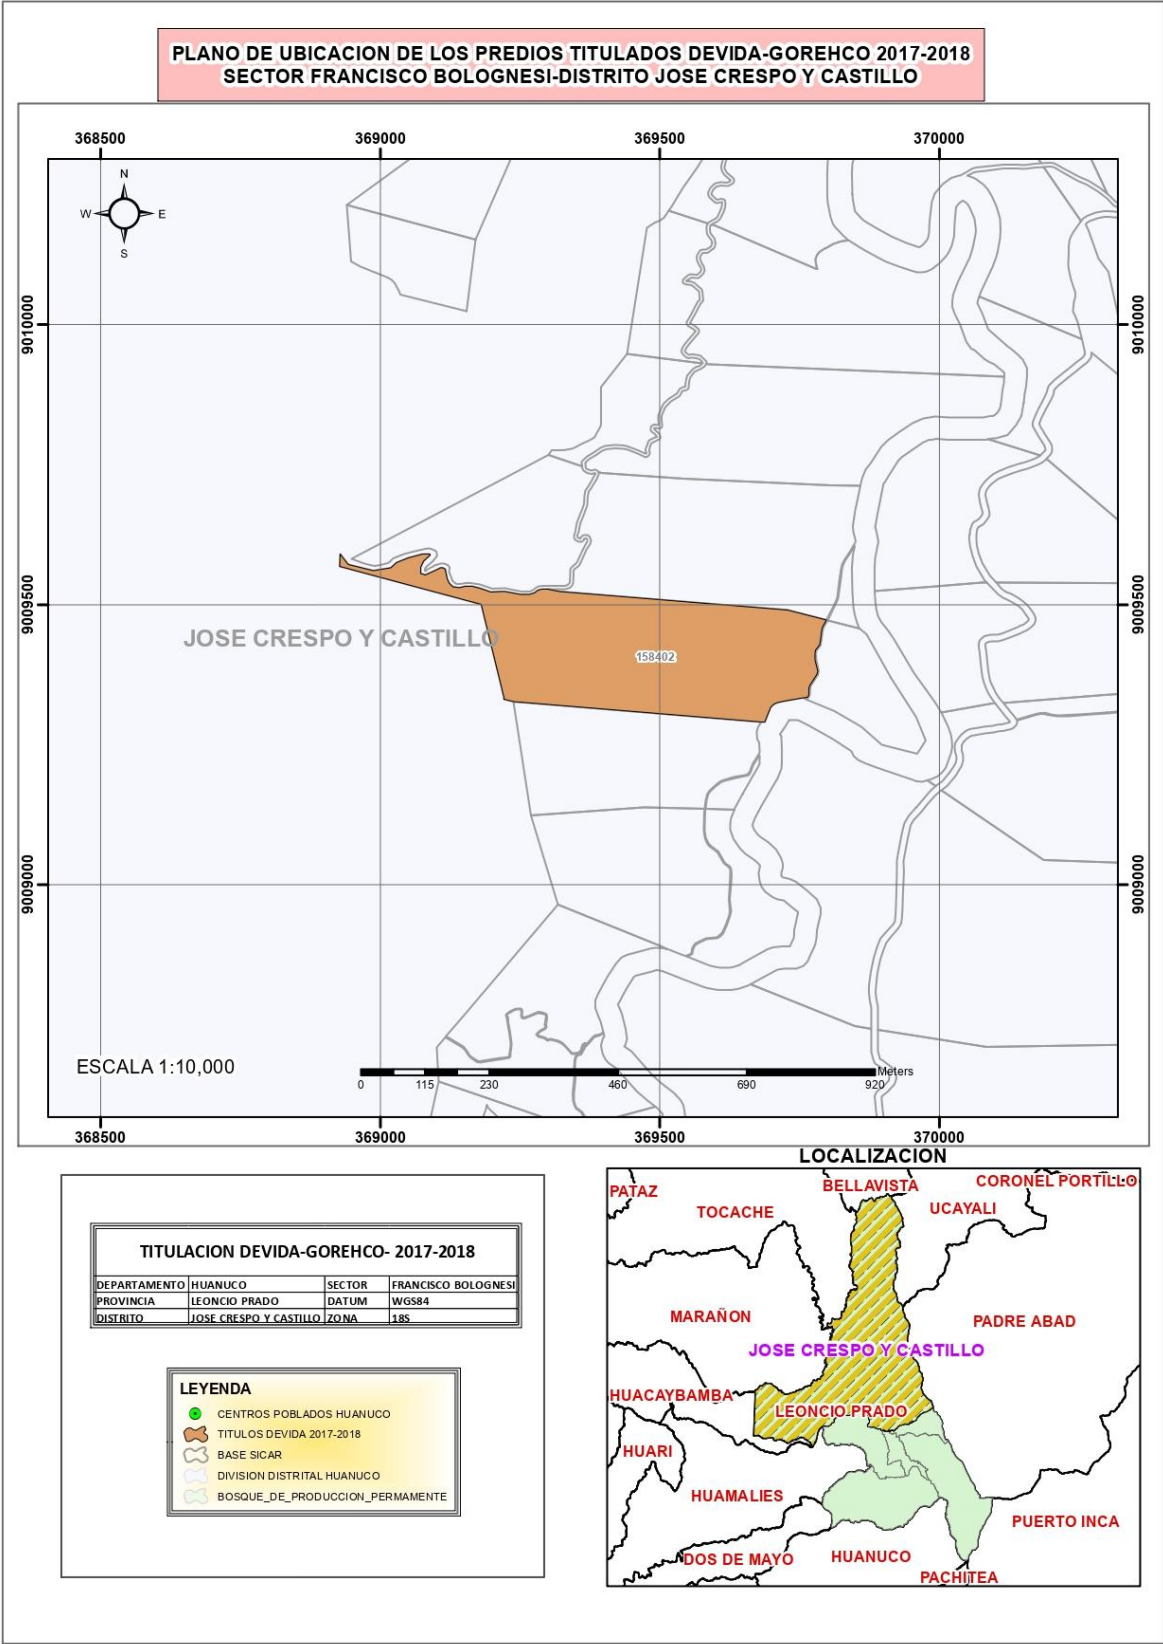 PLANO DE UBICACION DE LOS PREDIOS TITULADOS DEVIDA-GOREHCO 2017-2018
SECTOR FRANCISCO BOLOGNESI-DISTRITO JOSE CRESPO Y CASTILLO
368500 369000 369500 370000
N
W E
S
9010000 9010000
9009500 9009500
JOSE CRESPO Y CASTILLO
158402
9009000 9009000
ESCALA 1:10,000
Meters
0 115 230 460 690 920
368500 369000 369500 370000
LOCALIZACION
TITULACION DEVIDA-GOREHCO- 2017-2018
DEPARTAMENTO HUANUCO SECTOR FRANCISCO BOLOGNESI
PROVINCIA LEONCIO PRADO DATUM WGS84
DISTRITO JOSE CRESPO Y CASTILLO ZONA 18S
LEYENDA
CENTROS POBLADOS HUANUCO
TITULOS DEVIDA 2017-2018
BASE SICAR
DIVISION DISTRITAL HUANUCO
BOSQUE_DE_PRODUCCION_PERMAMENTE
PATAZ
BELLAVISTA
CORONEL PORTILLO
TOCACHE
UCAYALI
MARAÑON
PADRE ABAD
JOSE CRESPO Y CASTILLO
HUACAYBAMBA
LEONCIO PRADO
HUARI
HUAMALIES
PUERTO INCA
DOS DE MAYO
HUANUCO
PACHITEA